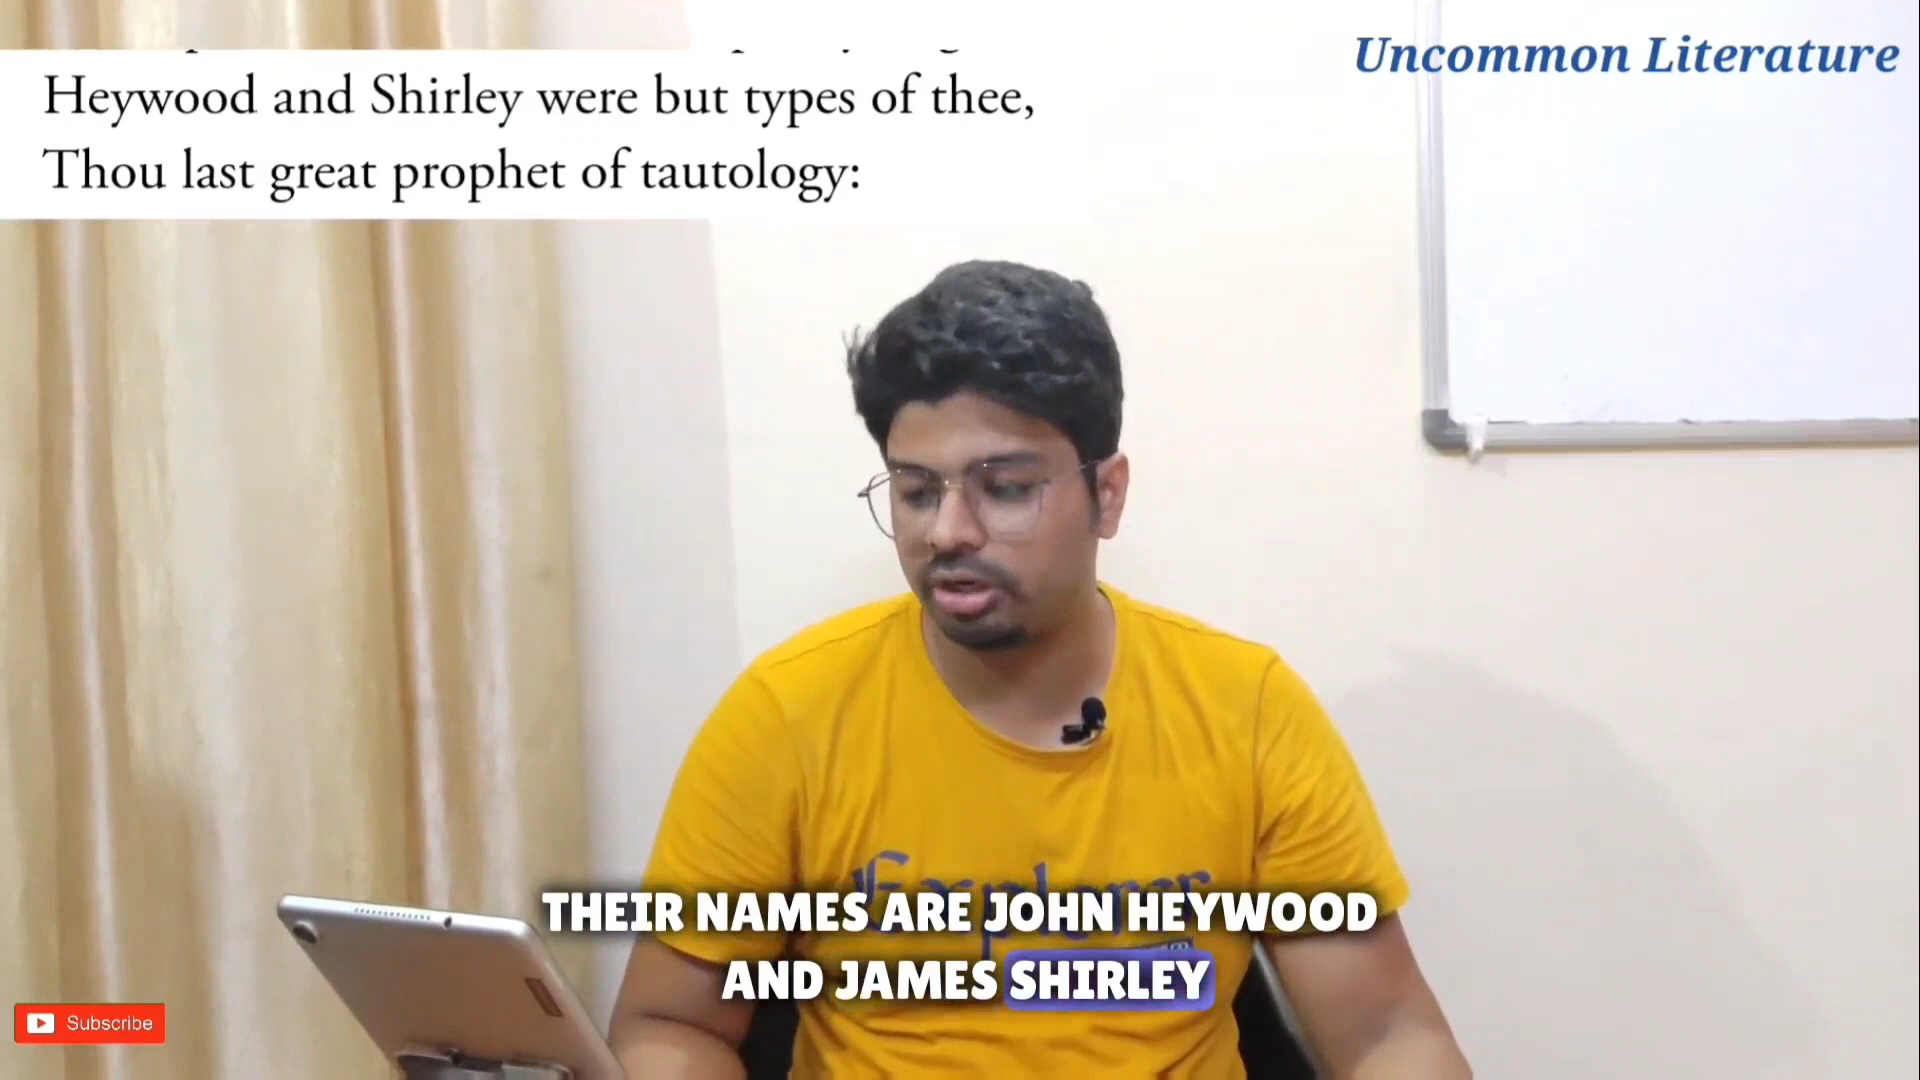 Uncommon Literature
Heywood and Shirley were but types of thee,
Thou last great prophet of tautology:
Explorer
THEIR NAMES ARE JOHN HEYWOOD
AND JAMES SHIRLEY
Subscribe